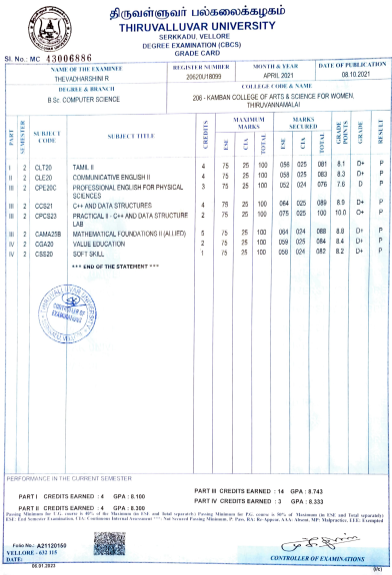 திருவள்ளுவர் பல்கலைக்கழகம்
THIRUVALLUVAR UNIVERSITY
SERKKADU, VELLORE
DEGREE EXAMINATION (CBCS)
GRADE CARD
Sl. No.: MC 43006886
NAME OF THE EXAMINEE REGISTER NUMBER MONTH & YEAR DATE OF PUBLICATION
THEVADHARSHINI R 20620U18099 APRIL 2021 08.10.2021
DEGREE & BRANCH COLLEGE CODE & NAME
B.Sc. COMPUTER SCIENCE 206 - KAMBAN COLLEGE OF ARTS & SCIENCE FOR WOMEN, THIRUVANNAMALAI
PART SEMESTER SUBJECT CODE SUBJECT TITLE CREDITS MAXIMUM MARKS MARKS SECURED GRADE POINTS GRADE RESULT
ESE CIA TOTAL ESE CIA TOTAL
I 2 CLT20 TAMIL II 4 75 25 100 056 025 081 8.1 D+ P
II 2 CLE20 COMMUNICATIVE ENGLISH II 4 75 25 100 058 025 083 8.3 D+ P
III 2 CPE20C PROFESSIONAL ENGLISH FOR PHYSICAL SCIENCES 3 75 25 100 052 024 076 7.6 D P
III 2 CCS21 C++ AND DATA STRUCTURES 4 75 25 100 064 025 089 8.9 D+ P
III 2 CPCS23 PRACTICAL II - C++ AND DATA STRUCTURE LAB 2 75 25 100 075 025 100 10.0 O+ P
III 2 CAMA25B MATHEMATICAL FOUNDATIONS II (ALLIED) 5 75 25 100 064 024 088 8.8 D+ P
IV 2 CGA20 VALUE EDUCATION 2 75 25 100 059 025 084 8.4 D+ P
IV 2 CSS20 SOFT SKILL 1 75 25 100 058 024 082 8.2 D+ P
*** END OF THE STATEMENT ***
THIRUVALLUVAR UNIVERSITY
CONTROLLER OF EXAMINATIONS
PERFORMANCE IN THE CURRENT SEMESTER
PART I CREDITS EARNED : 4 GPA : 8.100 PART III CREDITS EARNED : 14 GPA : 8.743
PART II CREDITS EARNED : 4 GPA : 8.300 PART IV CREDITS EARNED : 3 GPA : 8.333
Passing Minimum for U.G. course is 40% of the Maximum (in ESE and Total separately) Passing Minimum for P.G. course is 50% of Maximum (in ESE and Total separately)
ESE: End Semester Examination. CIA: Continuous Internal Assessment ***: Not Secured Passing Minimum. P. Pass, RA: Re-Appear, AAA: Absent, MP: Malpractice, EEE: Exempted
Folio No.: A21120150
VELLORE - 632 115
DATE
06.01.2023
CONTROLLER OF EXAMINATIONS